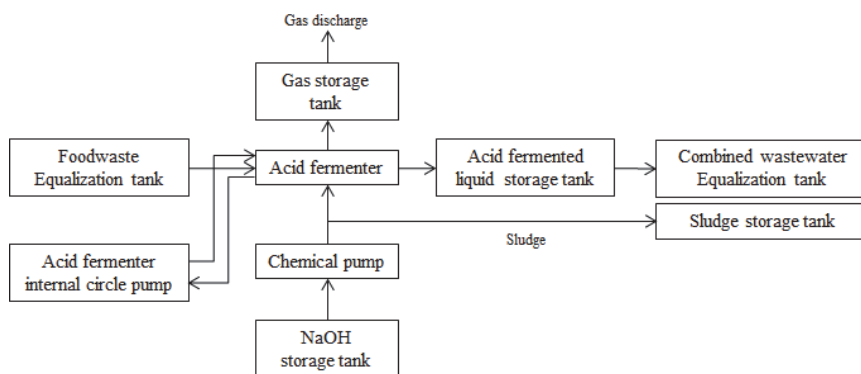 Gas discharge
Gas storage
tank
Foodwaste
Equalization tank
Acid fermenter
Acid fermented
liquid storage tank
Combined wastewater
Equalization tank
Sludge storage tank
Sludge
Acid fermenter
internal circle pump
Chemical pump
NaOH
storage tank